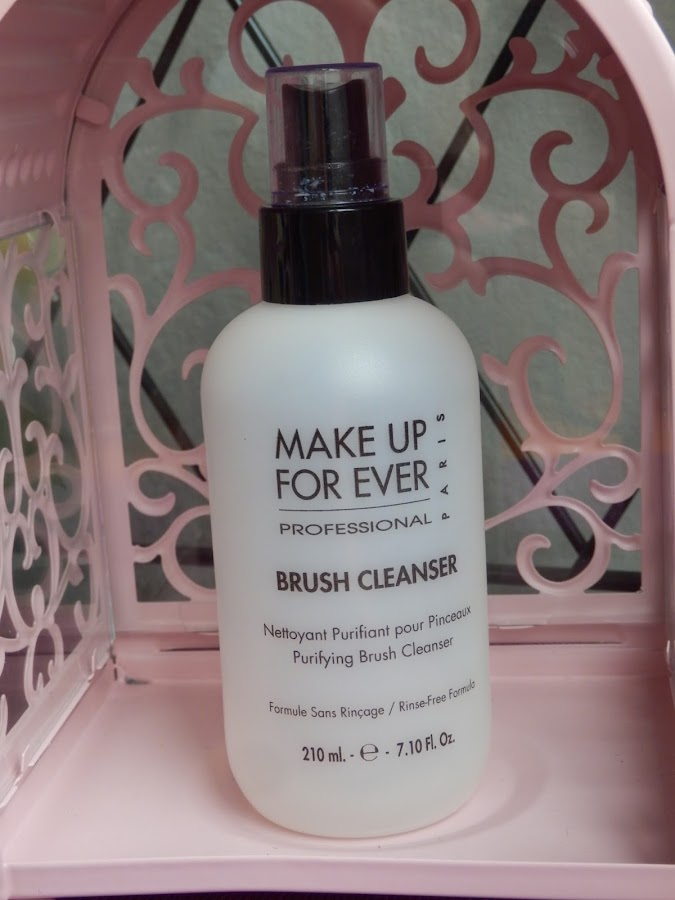 MAKE UP
FOR EVER
PARIS
PROFESSIONAL
BRUSH CLEANSER
Nettoyant Purifiant pour Pinceaux
Purifying Brush Cleanser
Formule Sans Rinçage / Rinse-Free Formula
210 ml. - ℮ - 7.10 Fl. Oz.